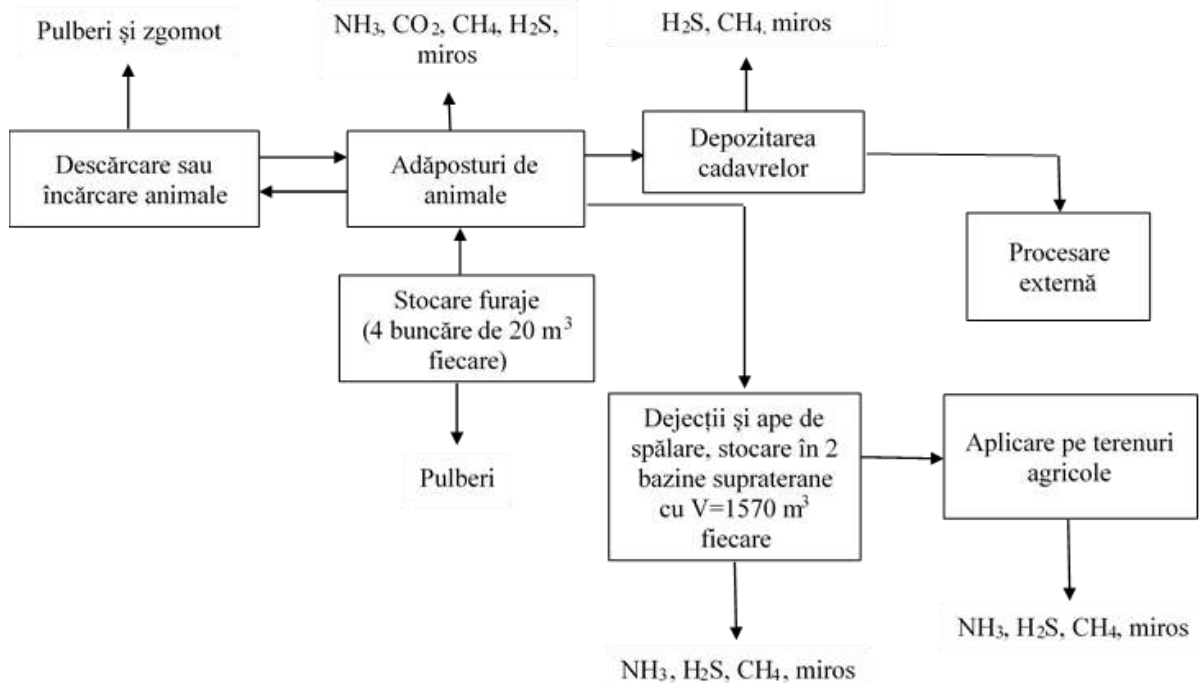 Pulberi și zgomot
NH3, CO2, CH4, H2S,
miros
H2S, CH4, miros
Descărcare sau
încărcare animale
Adăposturi de
animale
Depozitarea
cadavrelor
Procesare
externă
Stocare furaje
(4 buncăre de 20 m³
fiecare)
Pulberi
Dejecții și ape de
spălare, stocare în 2
bazine supraterane
cu V=1570 m³
fiecare
Aplicare pe terenuri
agricole
NH3, H2S, CH4, miros
NH3, H2S, CH4, miros